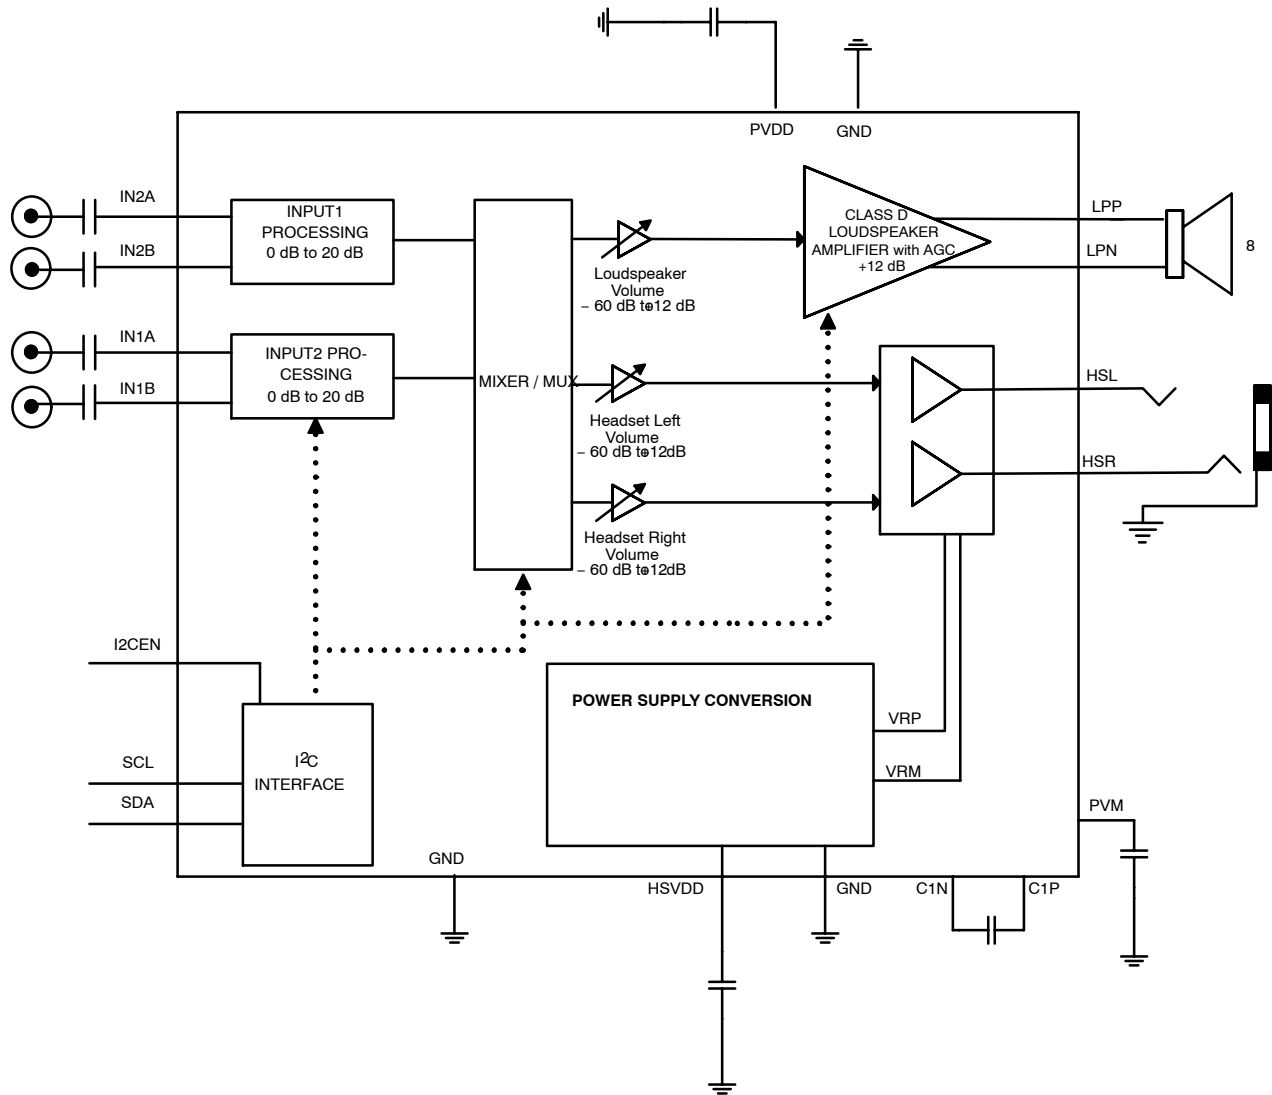 PVDD
GND
IN2A
IN2B
INPUT1
PROCESSING
0 dB to 20 dB
IN1A
IN1B
INPUT2 PRO-
CESSING
0 dB to 20 dB
MIXER / MUX
Loudspeaker
Volume
– 60 dB to+12 dB
Headset Left
Volume
– 60 dB to+12dB
Headset Right
Volume
– 60 dB to+12dB
CLASS D
LOUDSPEAKER
AMPLIFIER with AGC
+12 dB
LPP
LPN
8
HSL
HSR
I2CEN
SCL
SDA
I2C
INTERFACE
POWER SUPPLY CONVERSION
VRP
VRM
PVM
GND
HSVDD
GND
C1N
C1P